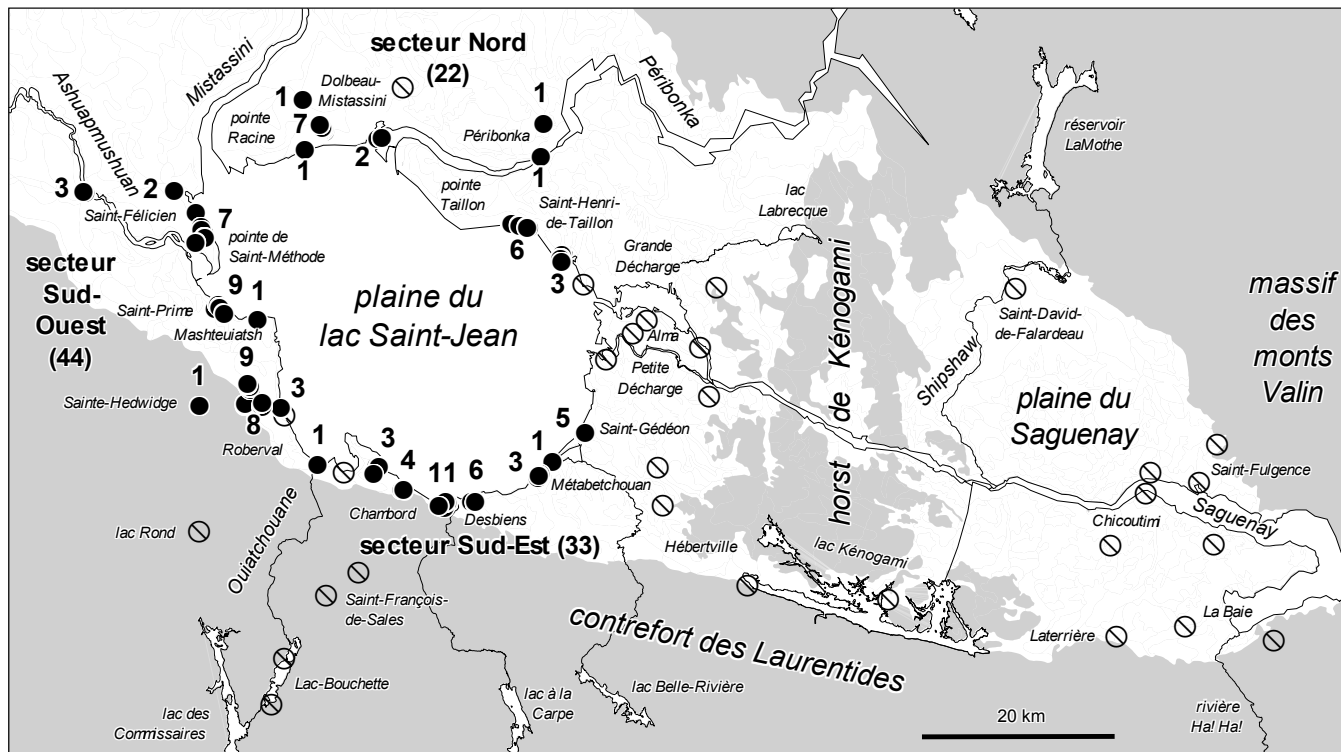 secteur Nord
(22)
Dolbeau-
Mistassini
Mistassini
Ashuapmushuan
Péribonka
1
1
pointe
Racine
7
Péribonka
réservoir
LaMothe
1
2
1
3
2
pointe
Taillon
Saint-Henri-
de-Taillon
lac
Labrecque
Saint-Félicien
7
pointe de
Saint-Méthode
6
Grande
Décharge
3
secteur
Sud-
Ouest
(44)
9
1
Saint-Prime
Mashteuiatsh
plaine du
lac Saint-Jean
Alma
Petite
Décharge
horst de Kénogami
Shipshaw
Saint-David-
de-Falardeau
massif
des
monts
Valin
plaine du
Saguenay
9
1
3
Sainte-Hedwidge
8
Roberval
1
3
4
11
6
3
1
5
Saint-Gédéon
Métabetchouan
Chambord
Desbiens
secteur Sud-Est (33)
Saint-Fulgence
Chicoutimi
Saguenay
Hébertville
lac Kénogami
lac Rond
Ouiatchouane
Saint-François-
de-Sales
contrefort des Laurentides
La Baie
Laterrière
Lac-Bouchette
lac des
Commissaires
lac à la
Carpe
lac Belle-Rivière
20 km
rivière
Ha! Ha!